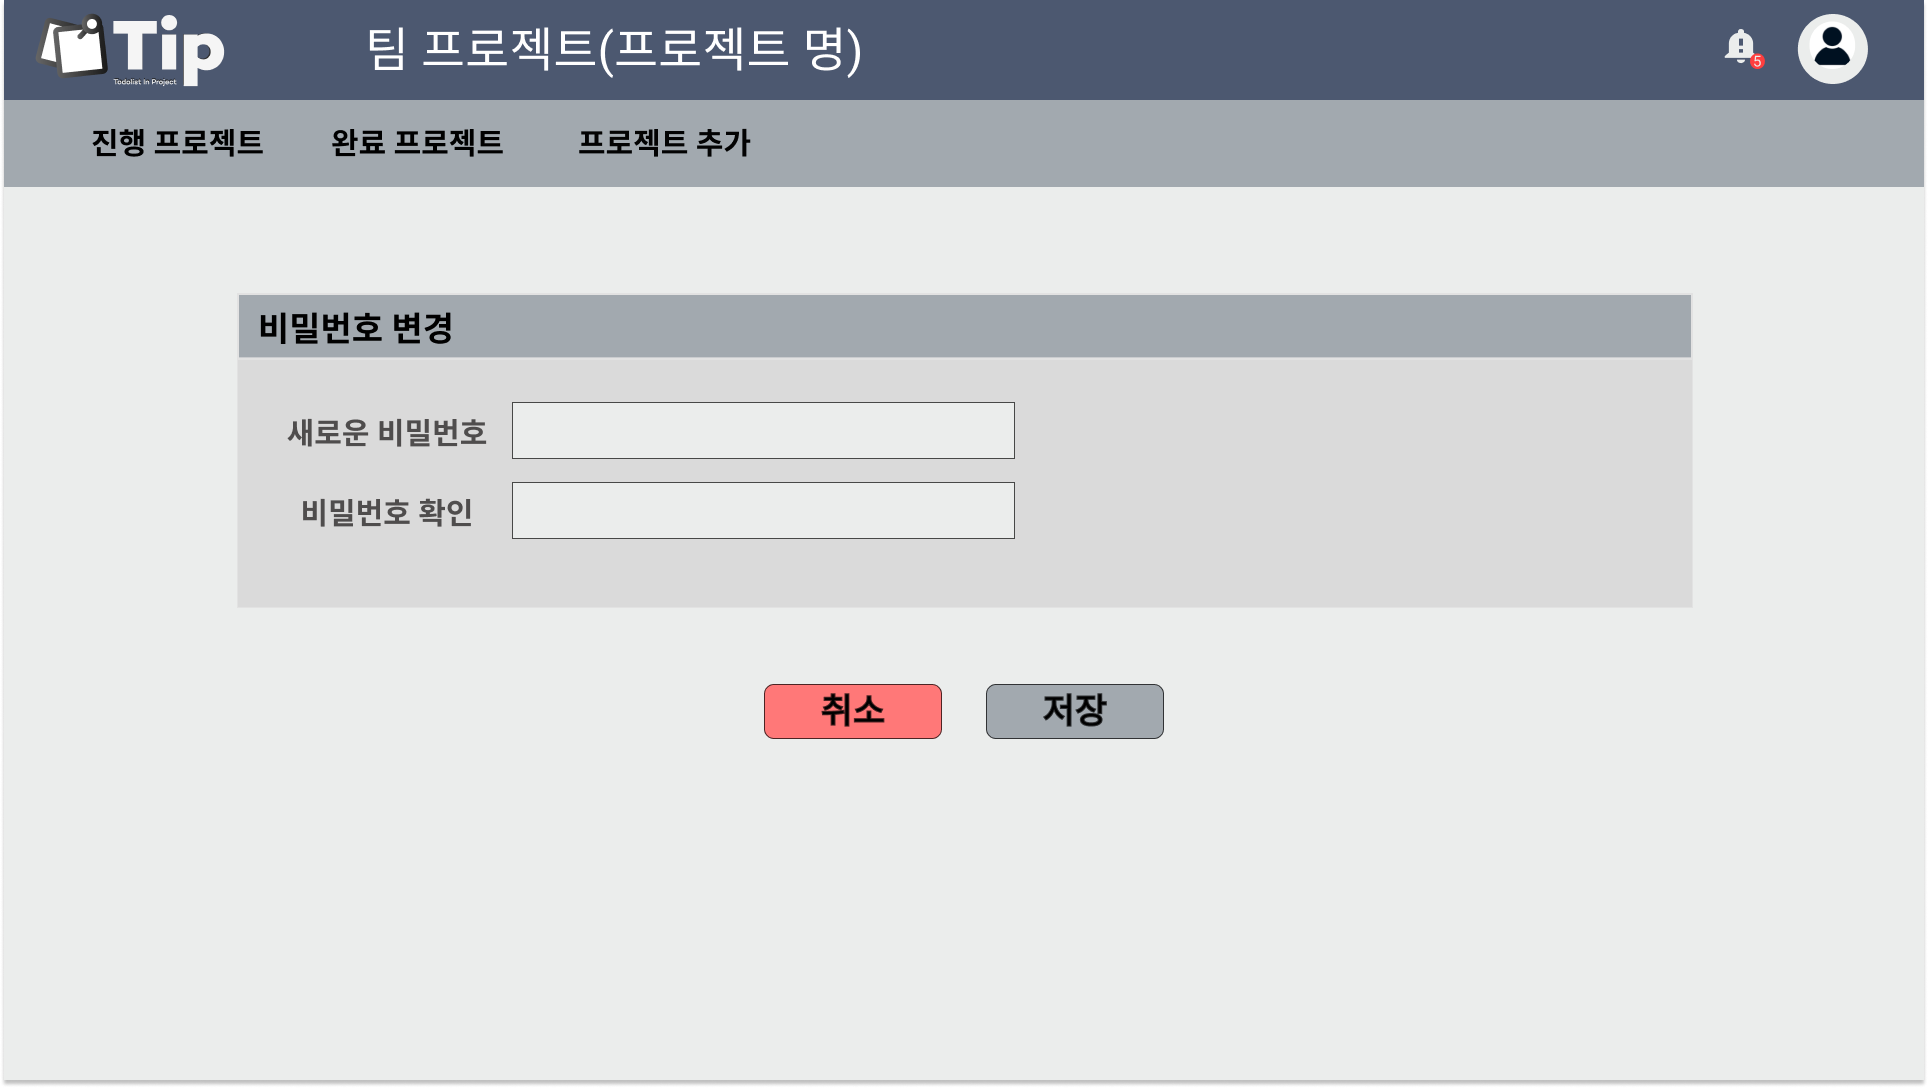 Tip
Todolist In Project
팀 프로젝트(프로젝트 명)
5
진행 프로젝트 완료 프로젝트 프로젝트 추가
비밀번호 변경
새로운 비밀번호
비밀번호 확인
취소 저장